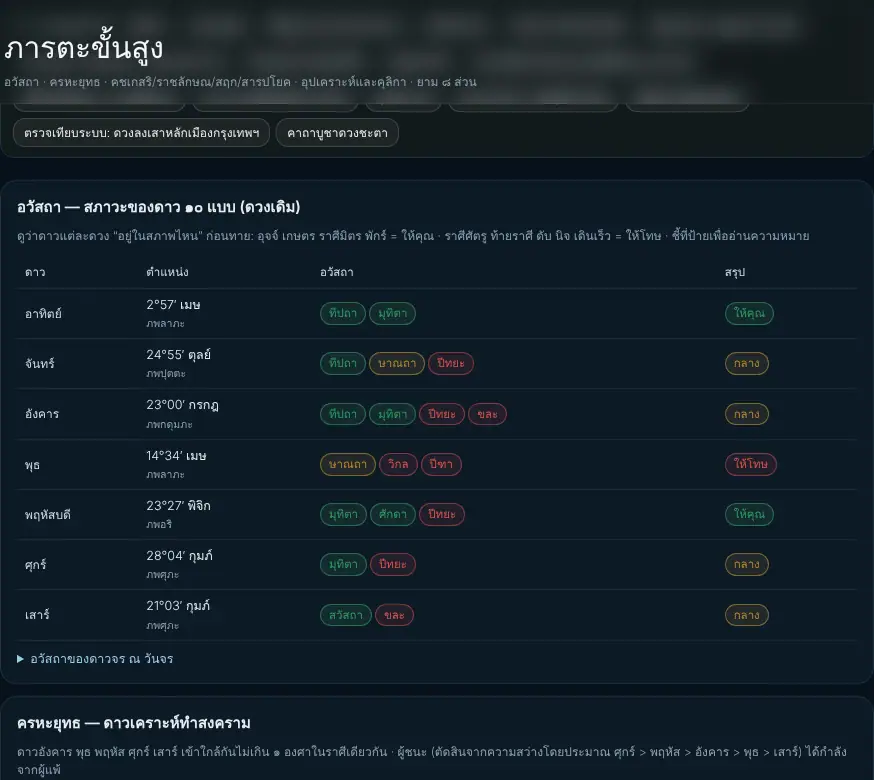 ภารตะขั้นสูง
อวัสถา · ครหะยุทธ · คชเกสริ/ราชลักษณ/สฤก/สารปโยค · อุปเคราะห์และคุลิกา · ยาม ๘ ส่วน
ตรวจเทียบระบบ: ดวงลงเสาหลักเมืองกรุงเทพฯ
คาถาบูชาดวงชะตา
อวัสถา — สภาวะของดาว ๑๐ แบบ (ดวงเดิม)
ดูว่าดาวแต่ละดวง "อยู่ในสภาพไหน" ก่อนทาย: อุจจ์ เกษตร ราศีมิตร พักร์ = ให้คุณ · ราศีศัตรู ท้ายราศี ดับ นิจ เดินเร็ว = ให้โทษ · ชี้ที่ป้ายเพื่ออ่านความหมาย
ดาว ตำแหน่ง อวัสถา สรุป
อาทิตย์ 2°57′ เมษ ทีปถา มุทิตา ให้คุณ
ภพลาภะ
จันทร์ 24°55′ ตุลย์ ทีปถา ษาณถา ปีทยะ กลาง
ภพปุตตะ
อังคาร 23°00′ กรกฎ ทีปถา มุทิตา ปีทยะ ขละ กลาง
ภพกดุมภะ
พุธ 14°34′ เมษ ษาณถา วิกล ปีฑา ให้โทษ
ภพลาภะ
พฤหัสบดี 23°27′ พิจิก มุทิตา ศักดา ปีทยะ ให้คุณ
ภพอริ
ศุกร์ 28°04′ กุมภ์ มุทิตา ปีทยะ กลาง
ภพศุภะ
เสาร์ 21°03′ กุมภ์ สวัสถา ขละ กลาง
ภพศุภะ
▶ อวัสถาของดาวจร ณ วันจร
ครหะยุทธ — ดาวเคราะห์ทำสงคราม
ดาวอังคาร พุธ พฤหัส ศุกร์ เสาร์ เข้าใกล้กันไม่เกิน ๑ องศาในราศีเดียวกัน · ผู้ชนะ (ตัดสินจากความสว่างโดยประมาณ ศุกร์ > พฤหัส > อังคาร > พุธ > เสาร์) ได้กำลัง
จากผู้แพ้